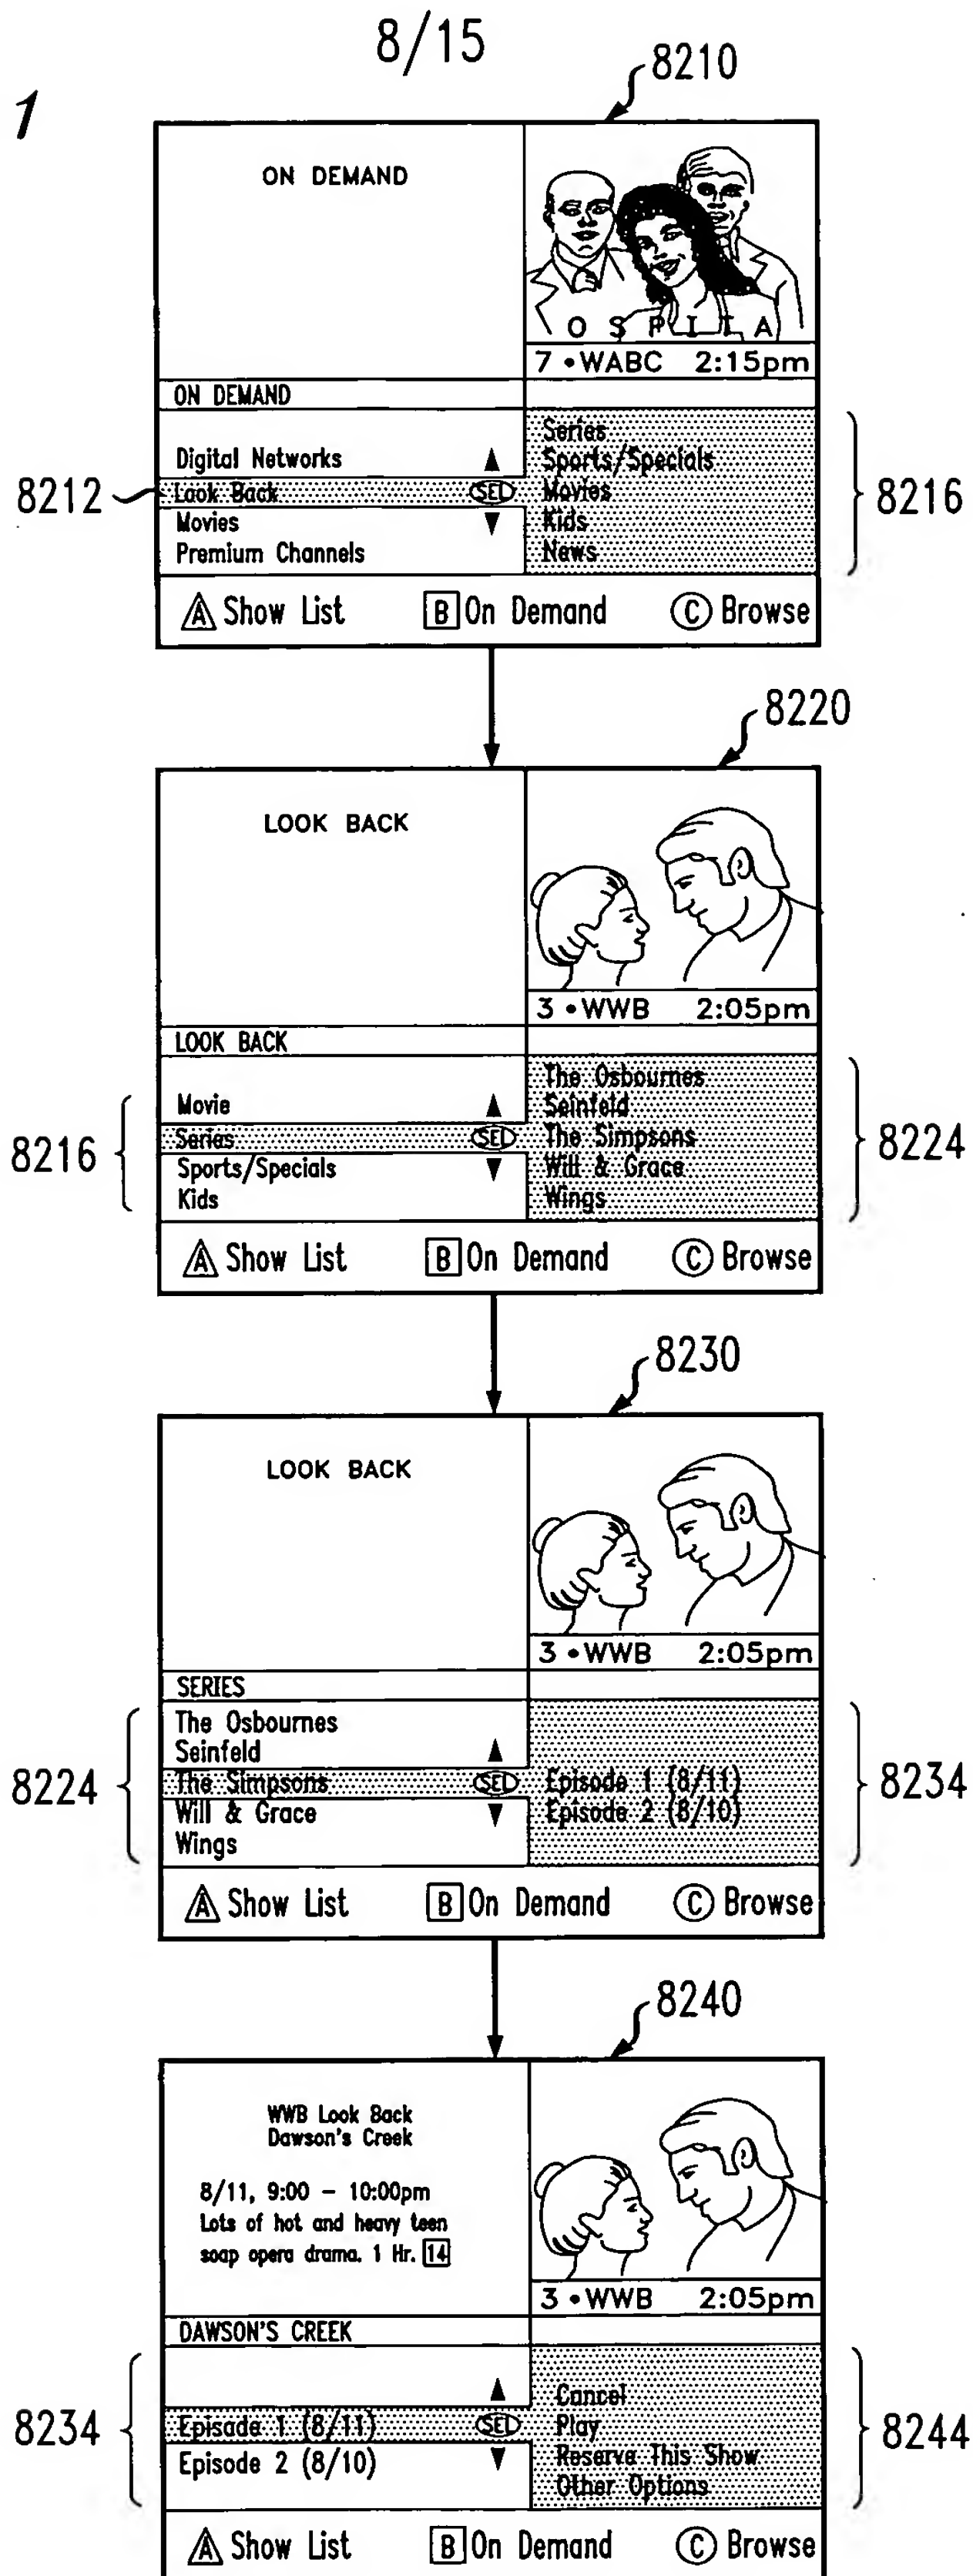 8/15
1
8210
ON DEMAND
O S P I T A
7 •WABC 2:15pm
ON DEMAND
Digital Networks
8212
Look Back SEL
Movies
Premium Channels
Series
Sports/Specials
Movies
Kids
News
8216
A Show List B On Demand C Browse
8220
LOOK BACK
3 •WWB 2:05pm
LOOK BACK
8216
Movie
Series SEL
Sports/Specials
Kids
The Osbournes
Seinfeld
The Simpsons
Will & Grace
Wings
8224
A Show List B On Demand C Browse
8230
LOOK BACK
3 •WWB 2:05pm
SERIES
8224
The Osbournes
Seinfeld
The Simpsons SEL
Will & Grace
Wings
Episode 1 (8/11)
Episode 2 (8/10)
8234
A Show List B On Demand C Browse
8240
WWB Look Back
Dawson's Creek
8/11, 9:00 - 10:00pm
Lots of hot and heavy teen
soap opera drama. 1 Hr. 14
3 •WWB 2:05pm
DAWSON'S CREEK
8234
Episode 1 (8/11) SEL
Episode 2 (8/10)
Cancel
Play
Reserve This Show
Other Options
8244
A Show List B On Demand C Browse